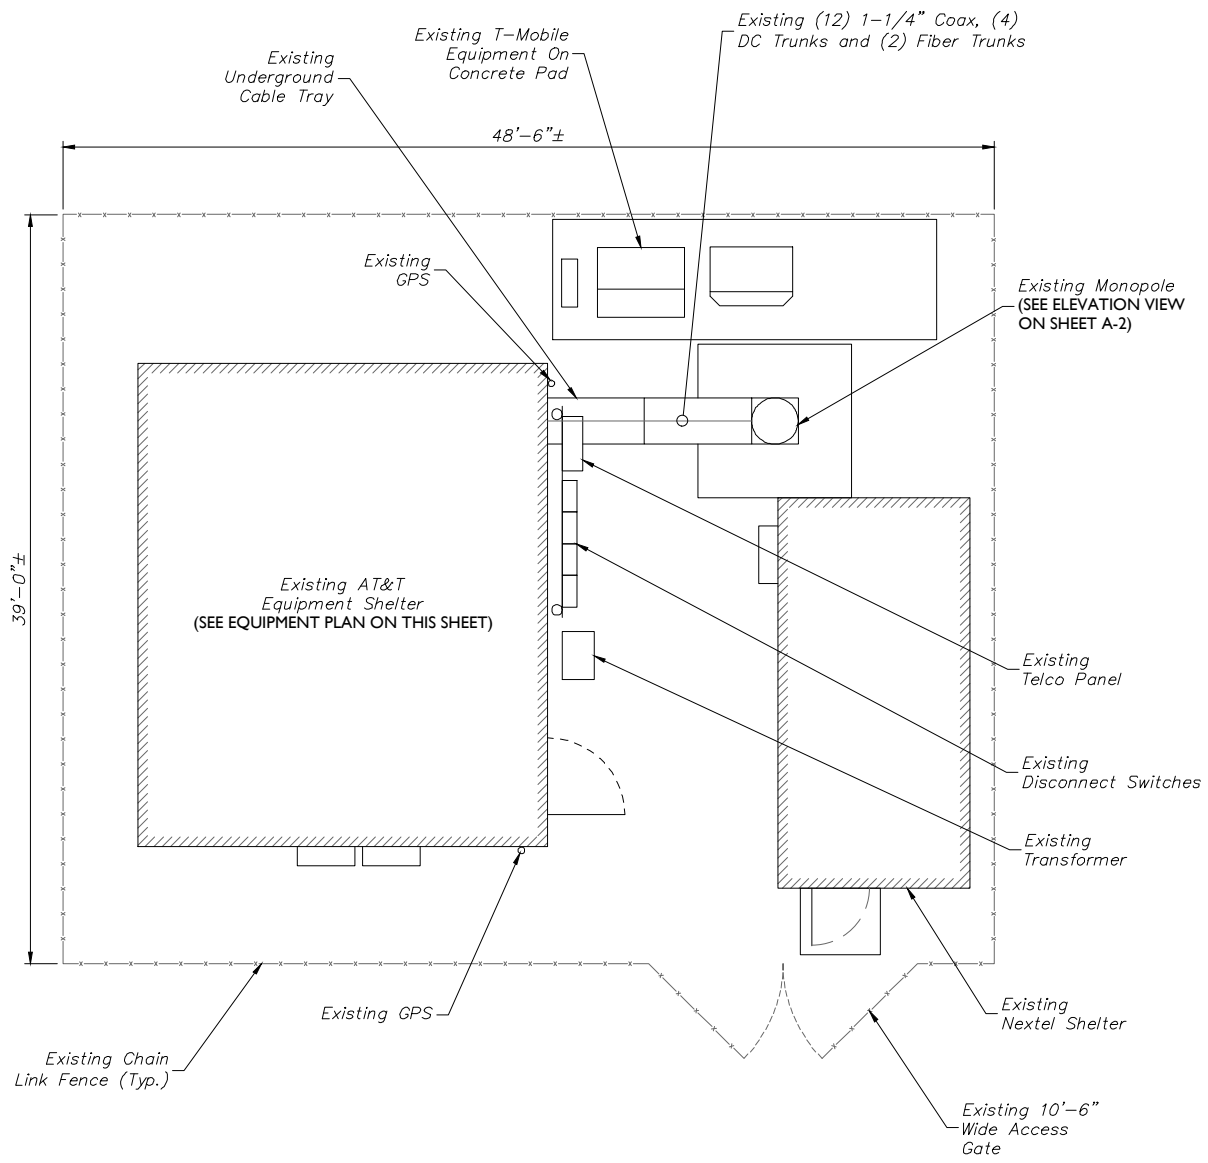 Existing (12) 1-1/4" Coax, (4)
DC Trunks and (2) Fiber Trunks
Existing T-Mobile
Equipment On
Concrete Pad
Existing
Underground
Cable Tray
48'-6"±
Existing
GPS
Existing Monopole
(SEE ELEVATION VIEW
ON SHEET A-2)
39'-0"±
Existing AT&T
Equipment Shelter
(SEE EQUIPMENT PLAN ON THIS SHEET)
Existing
Telco Panel
Existing
Disconnect Switches
Existing
Transformer
Existing GPS
Existing
Nextel Shelter
Existing Chain
Link Fence (Typ.)
Existing 10'-6"
Wide Access
Gate